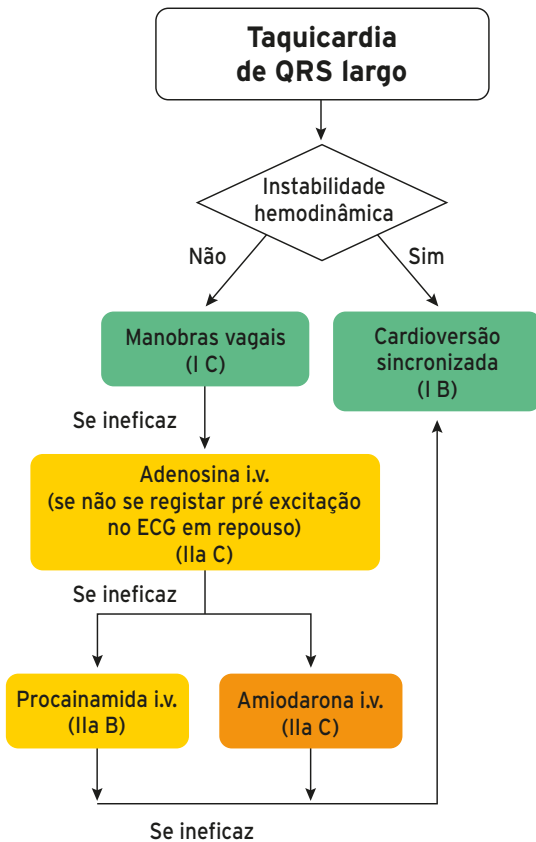 Taquicardia
de QRS largo
Instabilidade
hemodinâmica
Não
Sim
Manobras vagais
(I C)
Cardioversão
sincronizada
(I B)
Se ineficaz
Adenosina i.v.
(se não se registar pré excitação
no ECG em repouso)
(IIa C)
Se ineficaz
Procainamida i.v.
(IIa B)
Amiodarona i.v.
(IIa C)
Se ineficaz